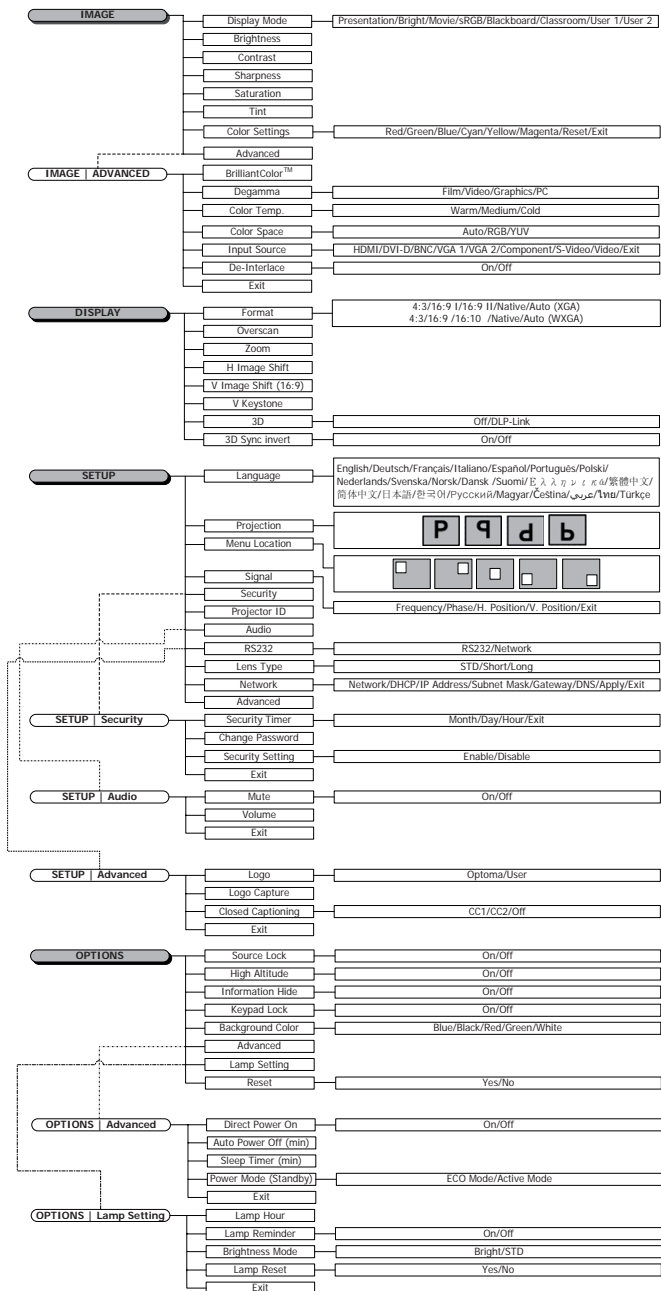 IMAGE
Display Mode
Presentation/Bright/Movie/sRGB/Blackboard/Classroom/User 1/User 2
Brightness
Contrast
Sharpness
Saturation
Tint
Color Settings
Red/Green/Blue/Cyan/Yellow/Magenta/Reset/Exit
Advanced
IMAGE | ADVANCED
BrilliantColor™
Degamma
Film/Video/Graphics/PC
Color Temp.
Warm/Medium/Cold
Color Space
Auto/RGB/YUV
Input Source
HDMI/DVI-D/BNC/VGA 1/VGA 2/Component/S-Video/Video/Exit
De-Interlace
On/Off
Exit
DISPLAY
Format
4:3/16:9 I/16:9 II/Native/Auto (XGA)
4:3/16:9 /16:10 /Native/Auto (WXGA)
Overscan
Zoom
H Image Shift
V Image Shift (16:9)
V Keystone
3D
Off/DLP-Link
3D Sync invert
On/Off
SETUP
Language
English/Deutsch/Français/Italiano/Español/Português/Polski/
Nederlands/Svenska/Norsk/Dansk /Suomi/Ελληνικά/繁體中文/
简体中文/日本語/한국어/Русский/Magyar/Čeština/عربي/ไทย/Türkçe
Projection
P P P P
Menu Location
Signal
Frequency/Phase/H. Position/V. Position/Exit
Security
Projector ID
Audio
RS232
RS232/Network
Lens Type
STD/Short/Long
Network
Network/DHCP/IP Address/Subnet Mask/Gateway/DNS/Apply/Exit
Advanced
SETUP | Security
Security Timer
Month/Day/Hour/Exit
Change Password
Security Setting
Enable/Disable
Exit
SETUP | Audio
Mute
On/Off
Volume
Exit
SETUP | Advanced
Logo
Optoma/User
Logo Capture
Closed Captioning
CC1/CC2/Off
Exit
OPTIONS
Source Lock
On/Off
High Altitude
On/Off
Information Hide
On/Off
Keypad Lock
On/Off
Background Color
Blue/Black/Red/Green/White
Advanced
Lamp Setting
Reset
Yes/No
OPTIONS | Advanced
Direct Power On
On/Off
Auto Power Off (min)
Sleep Timer (min)
Power Mode (Standby)
ECO Mode/Active Mode
Exit
OPTIONS | Lamp Setting
Lamp Hour
Lamp Reminder
On/Off
Brightness Mode
Bright/STD
Lamp Reset
Yes/No
Exit